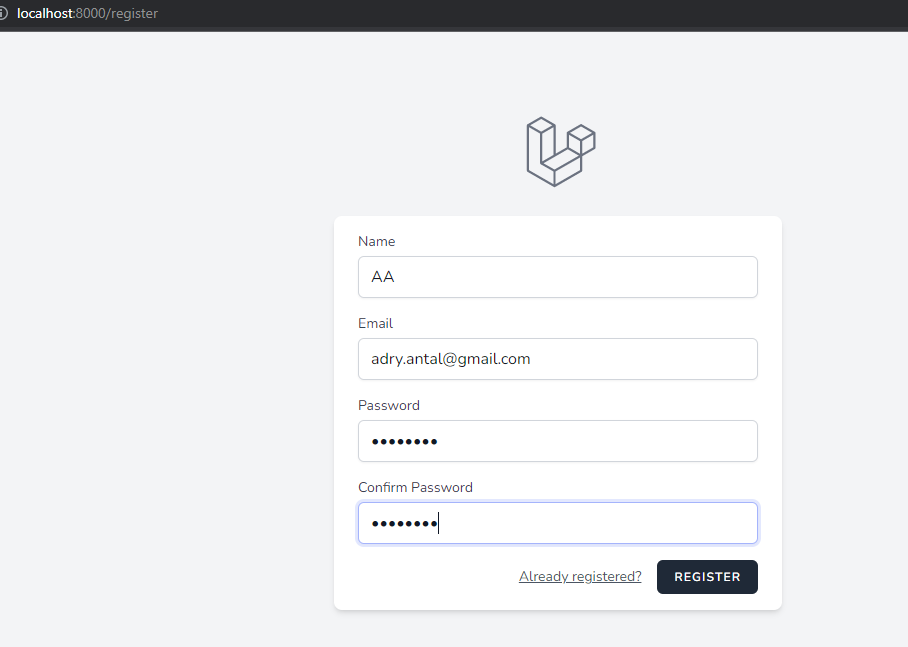 localhost:8000/register
Name
AA
Email
adry.antal@gmail.com
Password
••••••••
Confirm Password
••••••••
Already registered? REGISTER